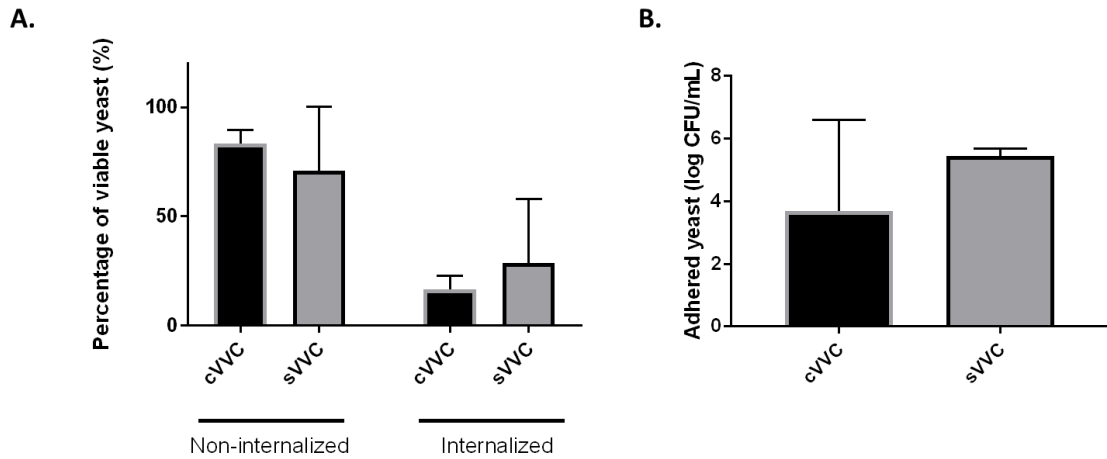 A.
Percentage of viable yeast (%)
100
50
0
cVVC
sVVC
cVVC
sVVC
Non-internalized
Internalized
B.
Adhered yeast (log CFU/mL)
8
6
4
2
0
cVVC
sVVC